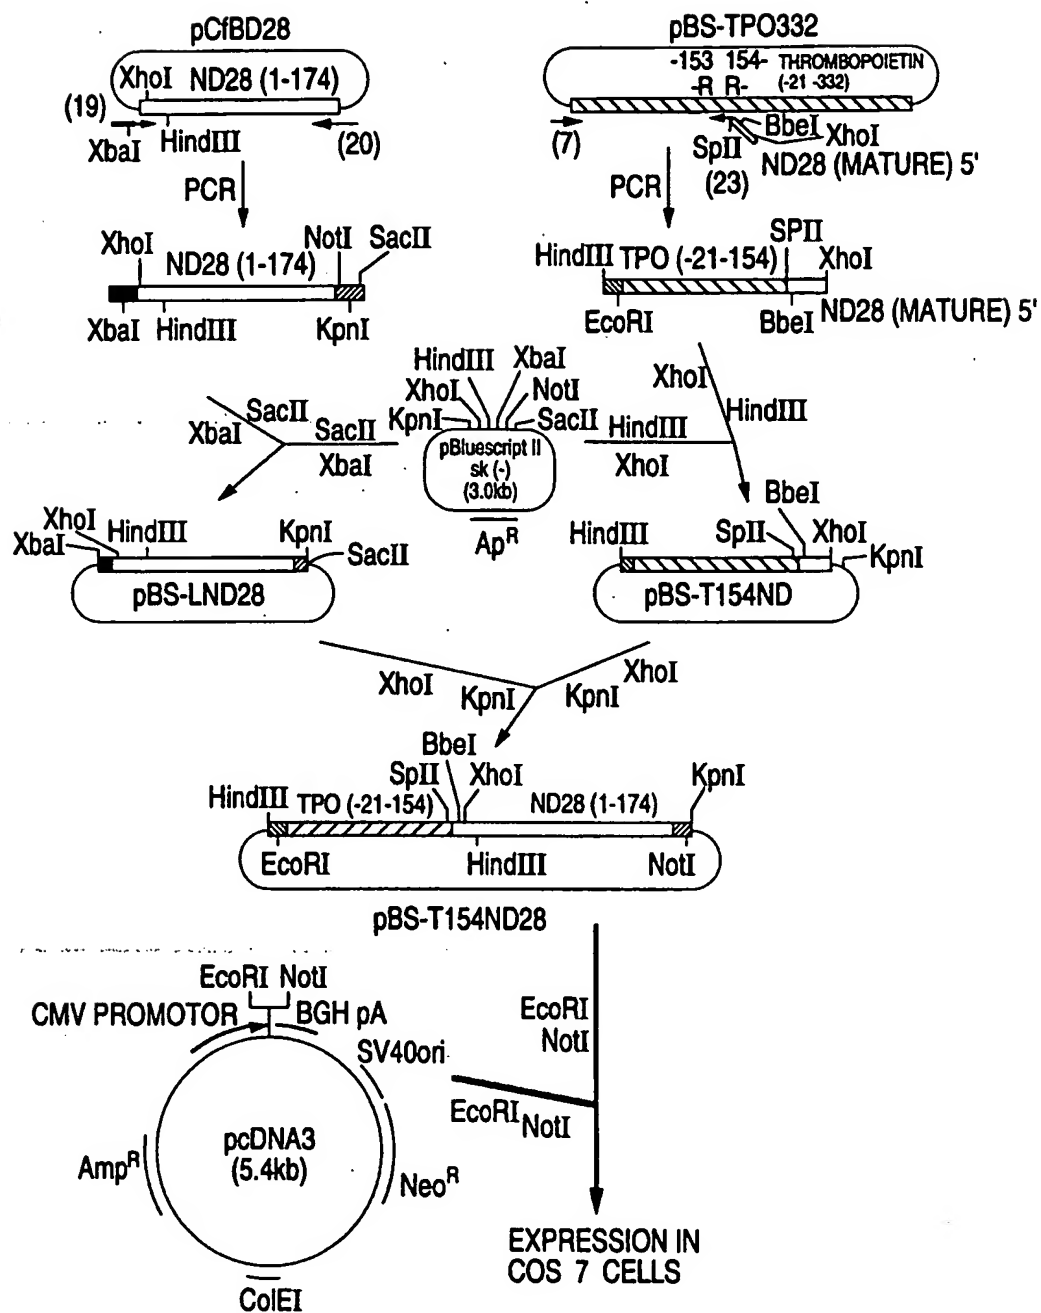 pCfBD28
XhoI ND28 (1-174)
(19)
XbaI
HindIII
(20)
PCR
pBS-TPO332
-153 154- THROMBOPOIETIN
-R R- (-21 -332)
(7)
BbeI
SpII
XhoI
(23)
ND28 (MATURE) 5'
PCR
XhoI
ND28 (1-174)
NotI
SacII
XbaI
HindIII
KpnI
SPII
HindIII TPO (-21-154)
XhoI
EcoRI
BbeI
ND28 (MATURE) 5'
SacII
XbaI
SacII
XbaI
HindIII
XbaI
XhoI
NotI
KpnI
SacII
pBluescript II
sk (-)
(3.0kb)
ApR
HindIII
XhoI
XhoI
HindIII
XhoI
XbaI
HindIII
KpnI
SacII
pBS-LND28
BbeI
HindIII
SpII
XhoI
KpnI
pBS-T154ND
XhoI
KpnI
XhoI
KpnI
BbeI
SpII
XhoI
KpnI
HindIII TPO (-21-154)
ND28 (1-174)
EcoRI
HindIII
NotI
pBS-T154ND28
EcoRI NotI
CMV PROMOTOR
BGH pA
SV40ori
AmpR
pcDNA3
(5.4kb)
NeoR
ColEI
EcoRI
NotI
EcoRI
NotI
EXPRESSION IN
COS 7 CELLS